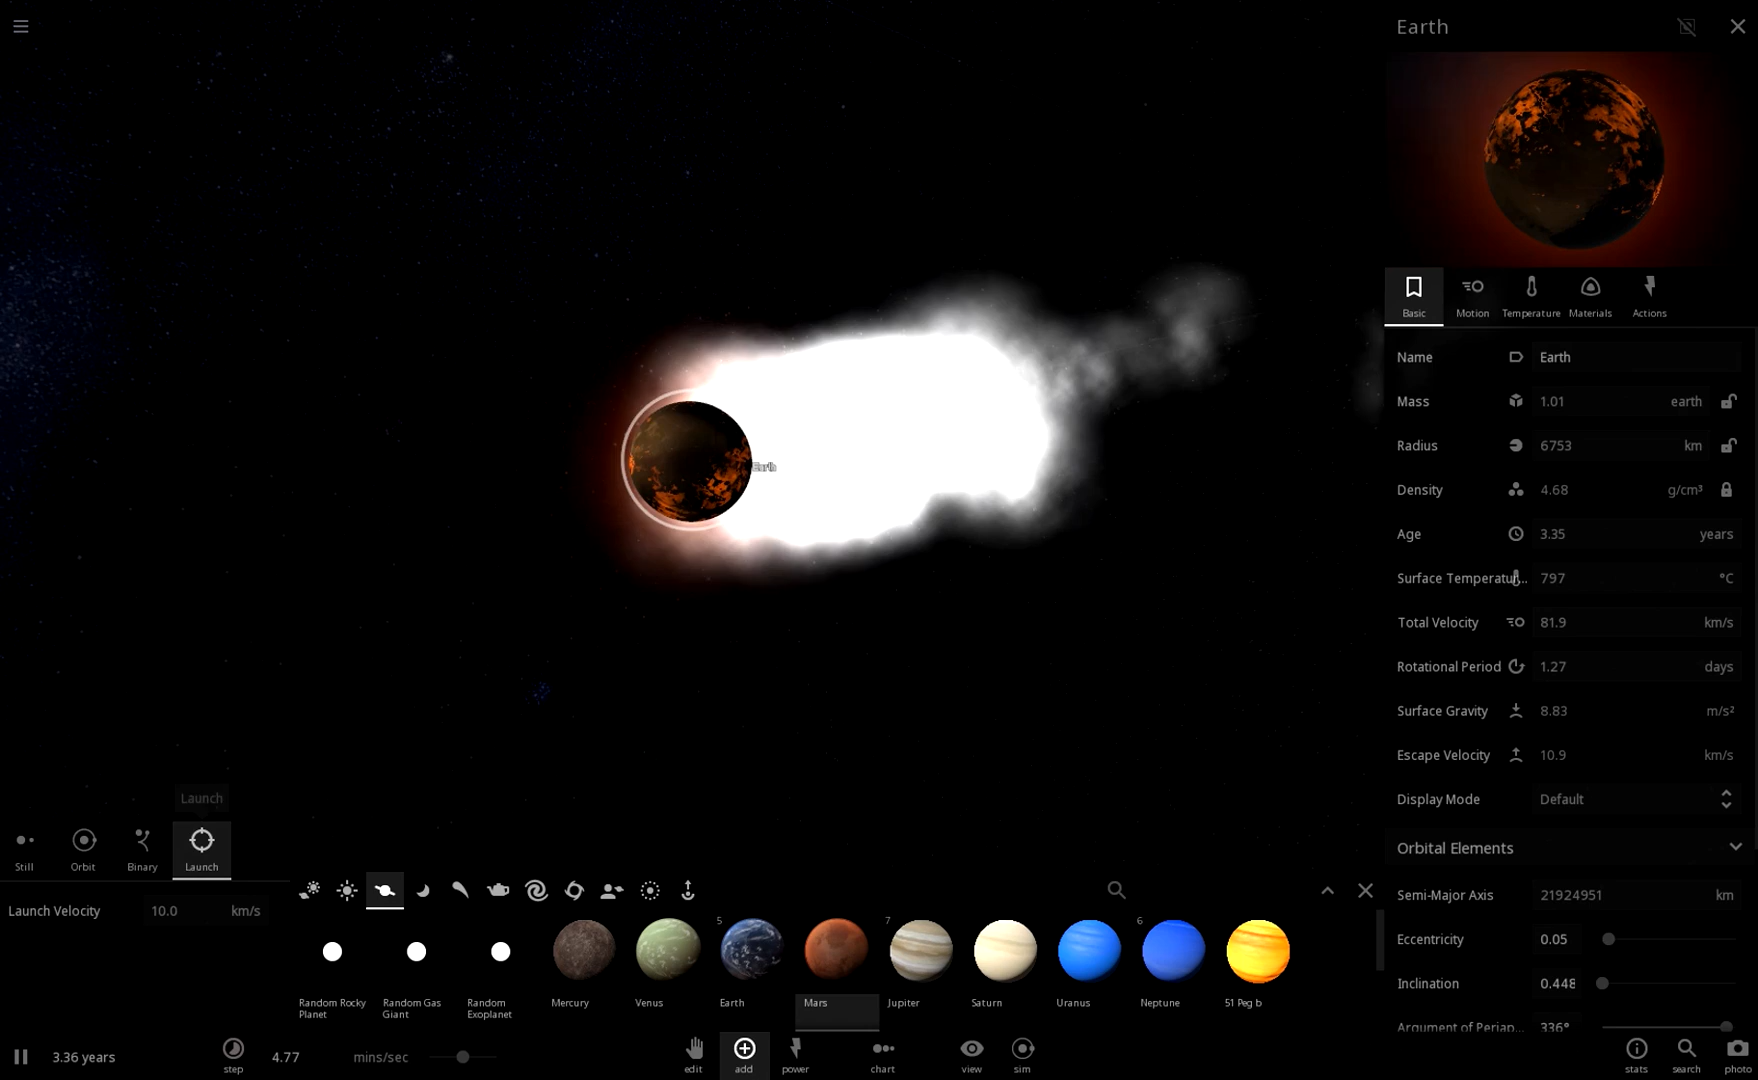 Earth
Basic
Motion
Temperature
Materials
Actions
Name Earth
Mass 1.01 earth
Radius 6753 km
Density 4.68 g/cm³
Age 3.35 years
Surface Temperatur... 797 °C
Total Velocity 81.9 km/s
Rotational Period 1.27 days
Surface Gravity 8.83 m/s²
Escape Velocity 10.9 km/s
Display Mode Default
Orbital Elements
Semi-Major Axis 21924951 km
Eccentricity 0.05
Inclination 0.448
Argument of Periap... 336°
Earth
Launch
Still
Orbit
Binary
Launch
Launch Velocity 10.0 km/s
5
7
6
Random Rocky
Planet
Random Gas
Giant
Random
Exoplanet
Mercury
Venus
Earth
Mars
Jupiter
Saturn
Uranus
Neptune
51 Peg b
3.36 years
step
4.77 mins/sec
edit
add
power
chart
view
sim
stats
search
photo